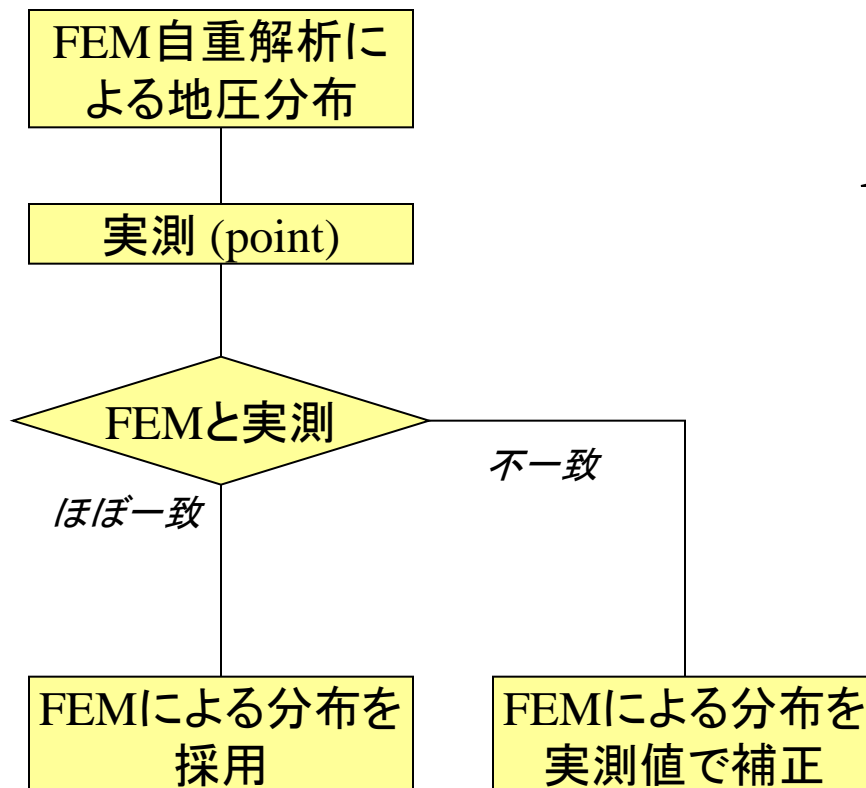 FEM自重解析に
よる地圧分布
実測 (point)
FEMと実測
不一致
ほぼ一致
FEMによる分布を
採用
FEMによる分布を
実測値で補正